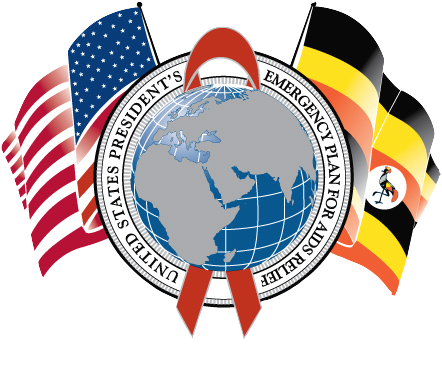 UNITED STATES PRESIDENT'S
EMERGENCY PLAN FOR AIDS RELIEF